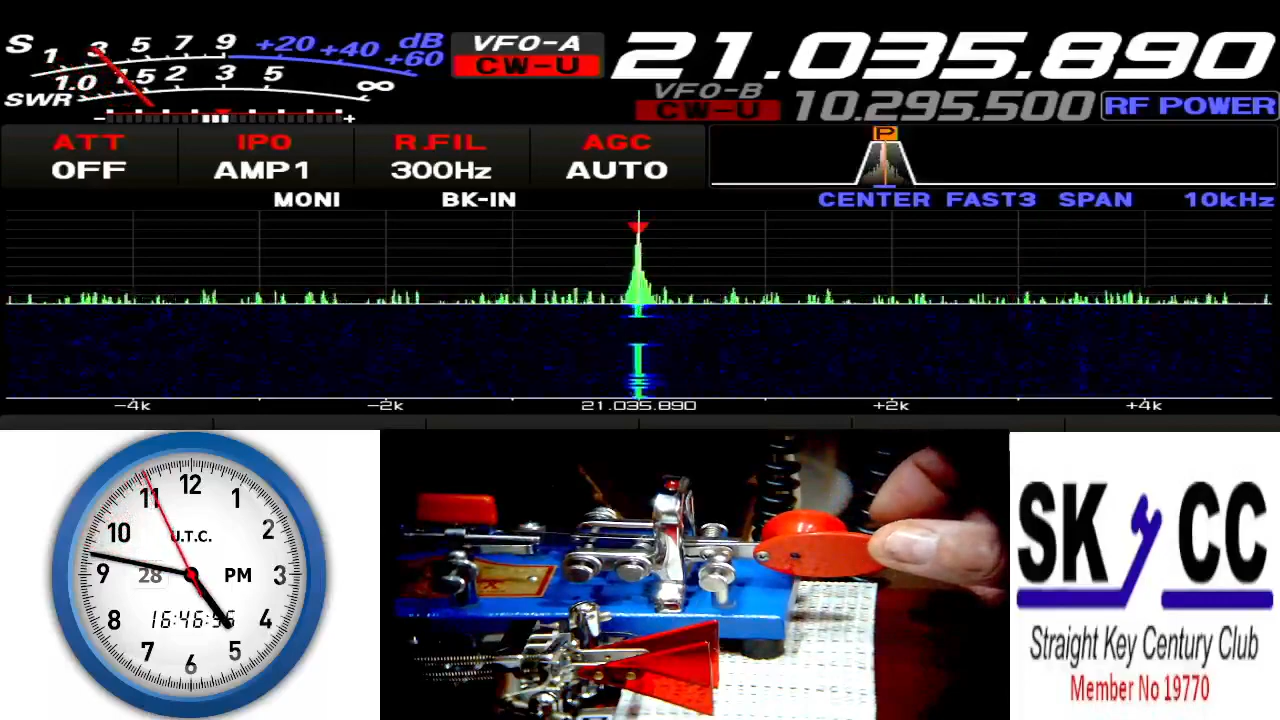 S 1 3 5 7 9 +20 +40 +60 dB
SWR 1.0 1.5 2 3 5 ∞
− +
VFO-A
CW-U
21.035.890
VFO-B
CW-U
10.295.500
RF POWER
ATT IPO R.FIL AGC
OFF AMP1 300Hz AUTO
P
MONI BK-IN
CENTER FAST3 SPAN 10kHz
-4k -2k 21.035.890 +2k +4k
12
11 1
10 U.T.C. 2
9 28 PM 3
8 16:46:56 4
7 5
6
SK CC
Straight Key Century Club
Member No 19770